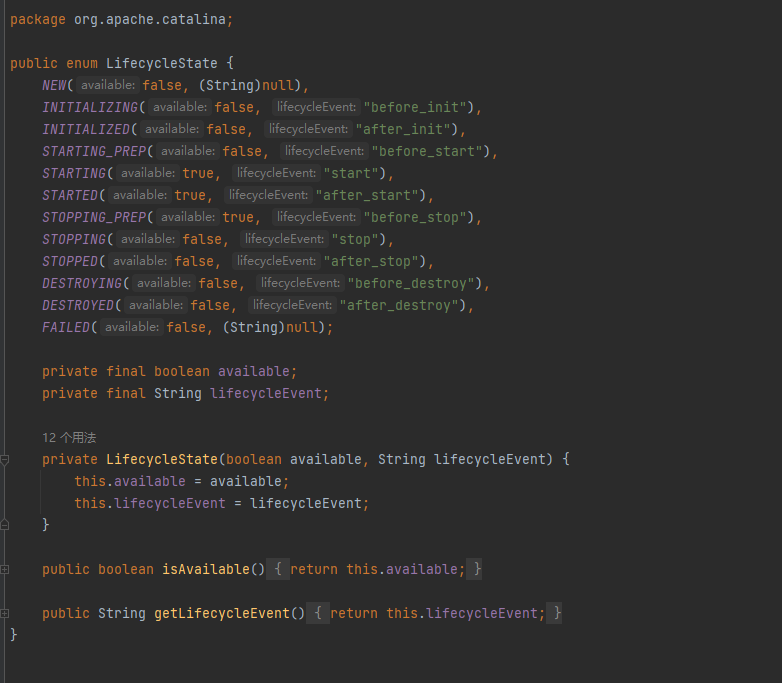 package org.apache.catalina;
public enum LifecycleState {
NEW( available: false, (String)null),
INITIALIZING( available: false, lifecycleEvent: "before_init"),
INITIALIZED( available: false, lifecycleEvent: "after_init"),
STARTING_PREP( available: false, lifecycleEvent: "before_start"),
STARTING( available: true, lifecycleEvent: "start"),
STARTED( available: true, lifecycleEvent: "after_start"),
STOPPING_PREP( available: true, lifecycleEvent: "before_stop"),
STOPPING( available: false, lifecycleEvent: "stop"),
STOPPED( available: false, lifecycleEvent: "after_stop"),
DESTROYING( available: false, lifecycleEvent: "before_destroy"),
DESTROYED( available: false, lifecycleEvent: "after_destroy"),
FAILED( available: false, (String)null);
private final boolean available;
private final String lifecycleEvent;
12 个用法
private LifecycleState(boolean available, String lifecycleEvent) {
this.available = available;
this.lifecycleEvent = lifecycleEvent;
}
public boolean isAvailable() { return this.available; }
public String getLifecycleEvent() { return this.lifecycleEvent; }
}